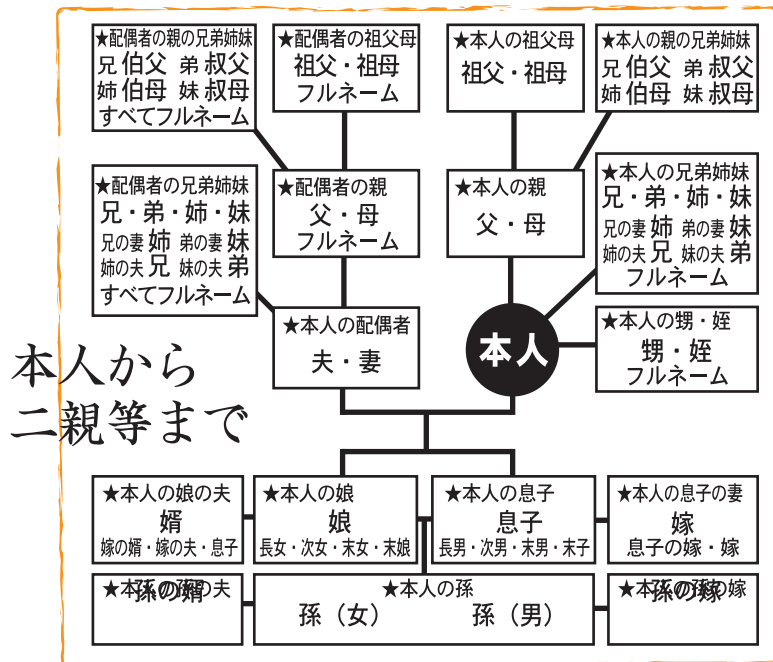 ★配偶者の親の兄弟姉妹
兄 伯父 弟 叔父
姉 伯母 妹 叔母
すべてフルネーム
★配偶者の祖父母
祖父・祖母
フルネーム
★本人の祖父母
祖父・祖母
★本人の親の兄弟姉妹
兄 伯父 弟 叔父
姉 伯母 妹 叔母
★配偶者の兄弟姉妹
兄・弟・姉・妹
兄の妻 姉 弟の妻 妹
姉の夫 兄 妹の夫 弟
すべてフルネーム
★配偶者の親
父・母
フルネーム
★本人の親
父・母
★本人の兄弟姉妹
兄・弟・姉・妹
兄の妻 姉 弟の妻 妹
姉の夫 兄 妹の夫 弟
フルネーム
★本人の配偶者
夫・妻
本人
★本人の甥・姪
甥・姪
フルネーム
本人から
二親等まで
★本人の娘の夫
婿
嫁の婿・嫁の夫・息子
★本人の娘
娘
長女・次女・末女・末娘
★本人の息子
息子
長男・次男・末男・末子
★本人の息子の妻
嫁
息子の嫁・嫁
★本人の孫の夫
孫の婿
★本人の孫
孫（女） 孫（男）
★本人の孫の嫁
孫の嫁